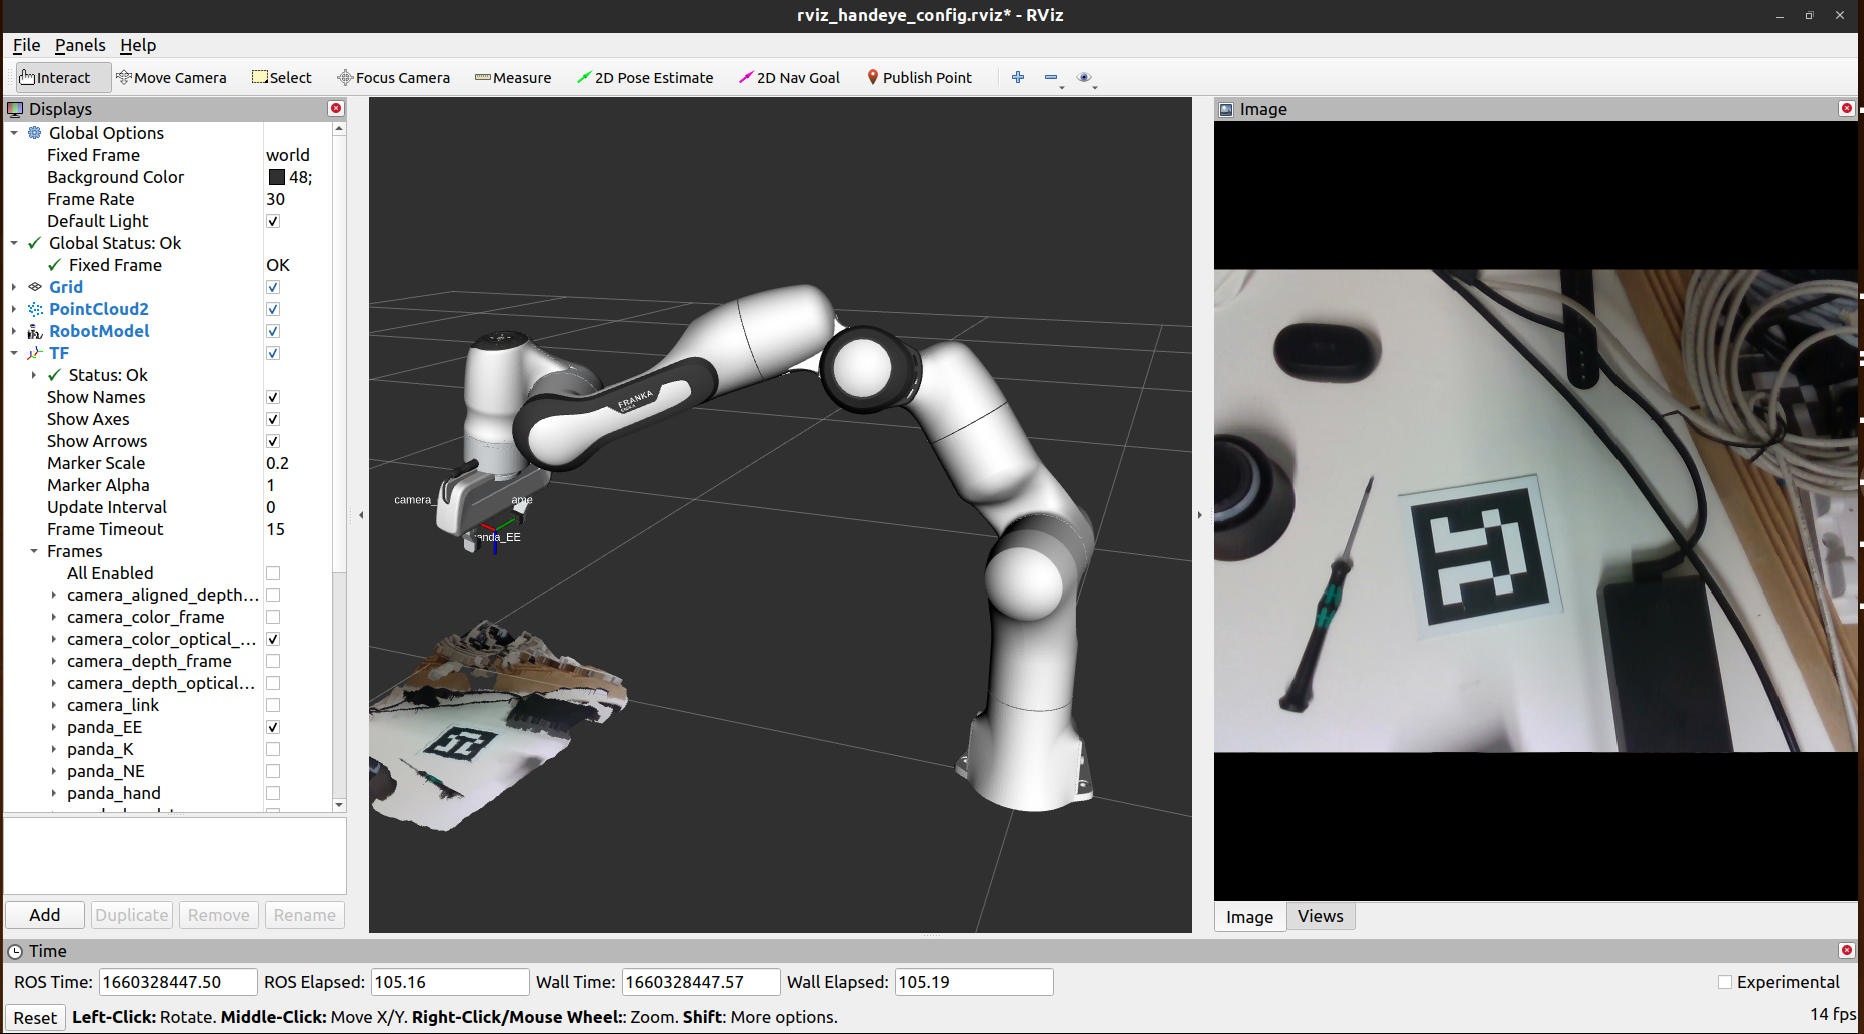 rviz_handeye_config.rviz* - RViz
File Panels Help
Interact Move Camera Select Focus Camera Measure 2D Pose Estimate 2D Nav Goal Publish Point
Displays
Global Options
Fixed Frame world
Background Color 48;
Frame Rate 30
Default Light
Global Status: Ok
Fixed Frame OK
Grid
PointCloud2
RobotModel
TF
Status: Ok
Show Names
Show Axes
Show Arrows
Marker Scale 0.2
Marker Alpha 1
Update Interval 0
Frame Timeout 15
Frames
All Enabled
camera_aligned_depth...
camera_color_frame
camera_color_optical_...
camera_depth_frame
camera_depth_optical...
camera_link
panda_EE
panda_K
panda_NE
panda_hand
Add Duplicate Remove Rename
FRANKA
camera_
ame
anda_EE
Image
Image Views
Time
ROS Time: 1660328447.50 ROS Elapsed: 105.16 Wall Time: 1660328447.57 Wall Elapsed: 105.19 Experimental
Reset Left-Click: Rotate. Middle-Click: Move X/Y. Right-Click/Mouse Wheel:: Zoom. Shift: More options. 14 fps